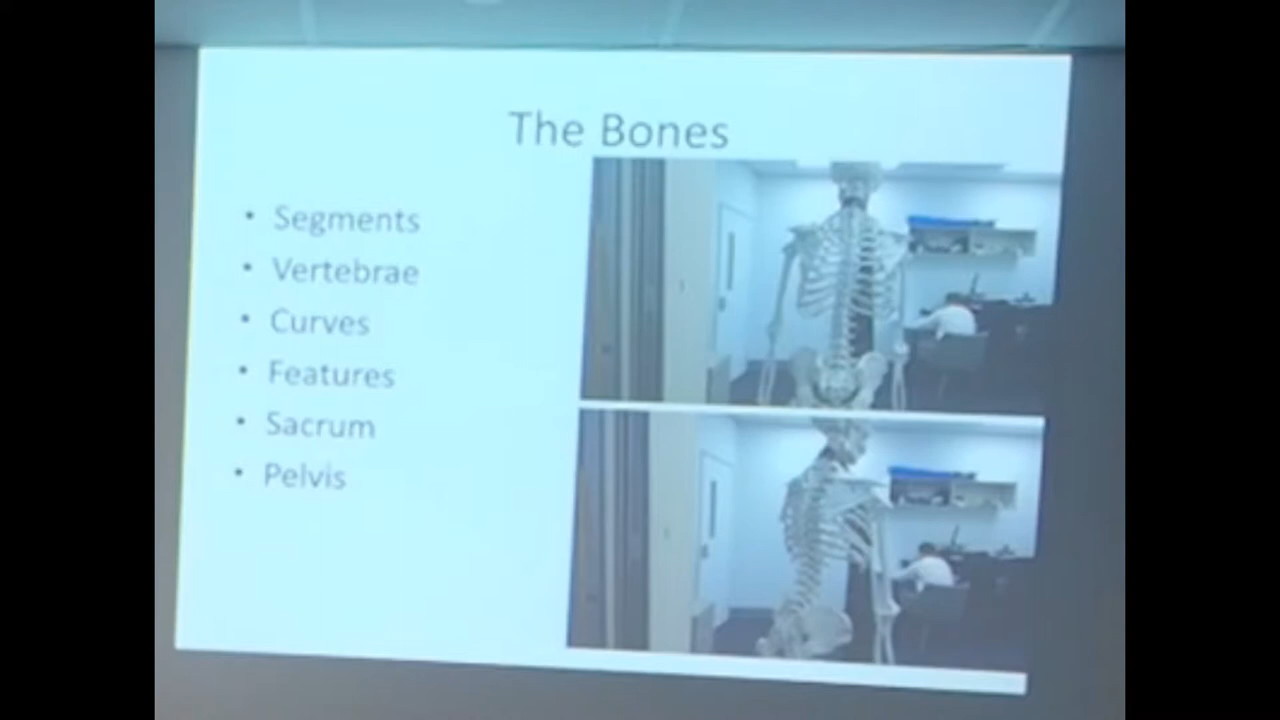 The Bones
• Segments
• Vertebrae
• Curves
• Features
• Sacrum
• Pelvis